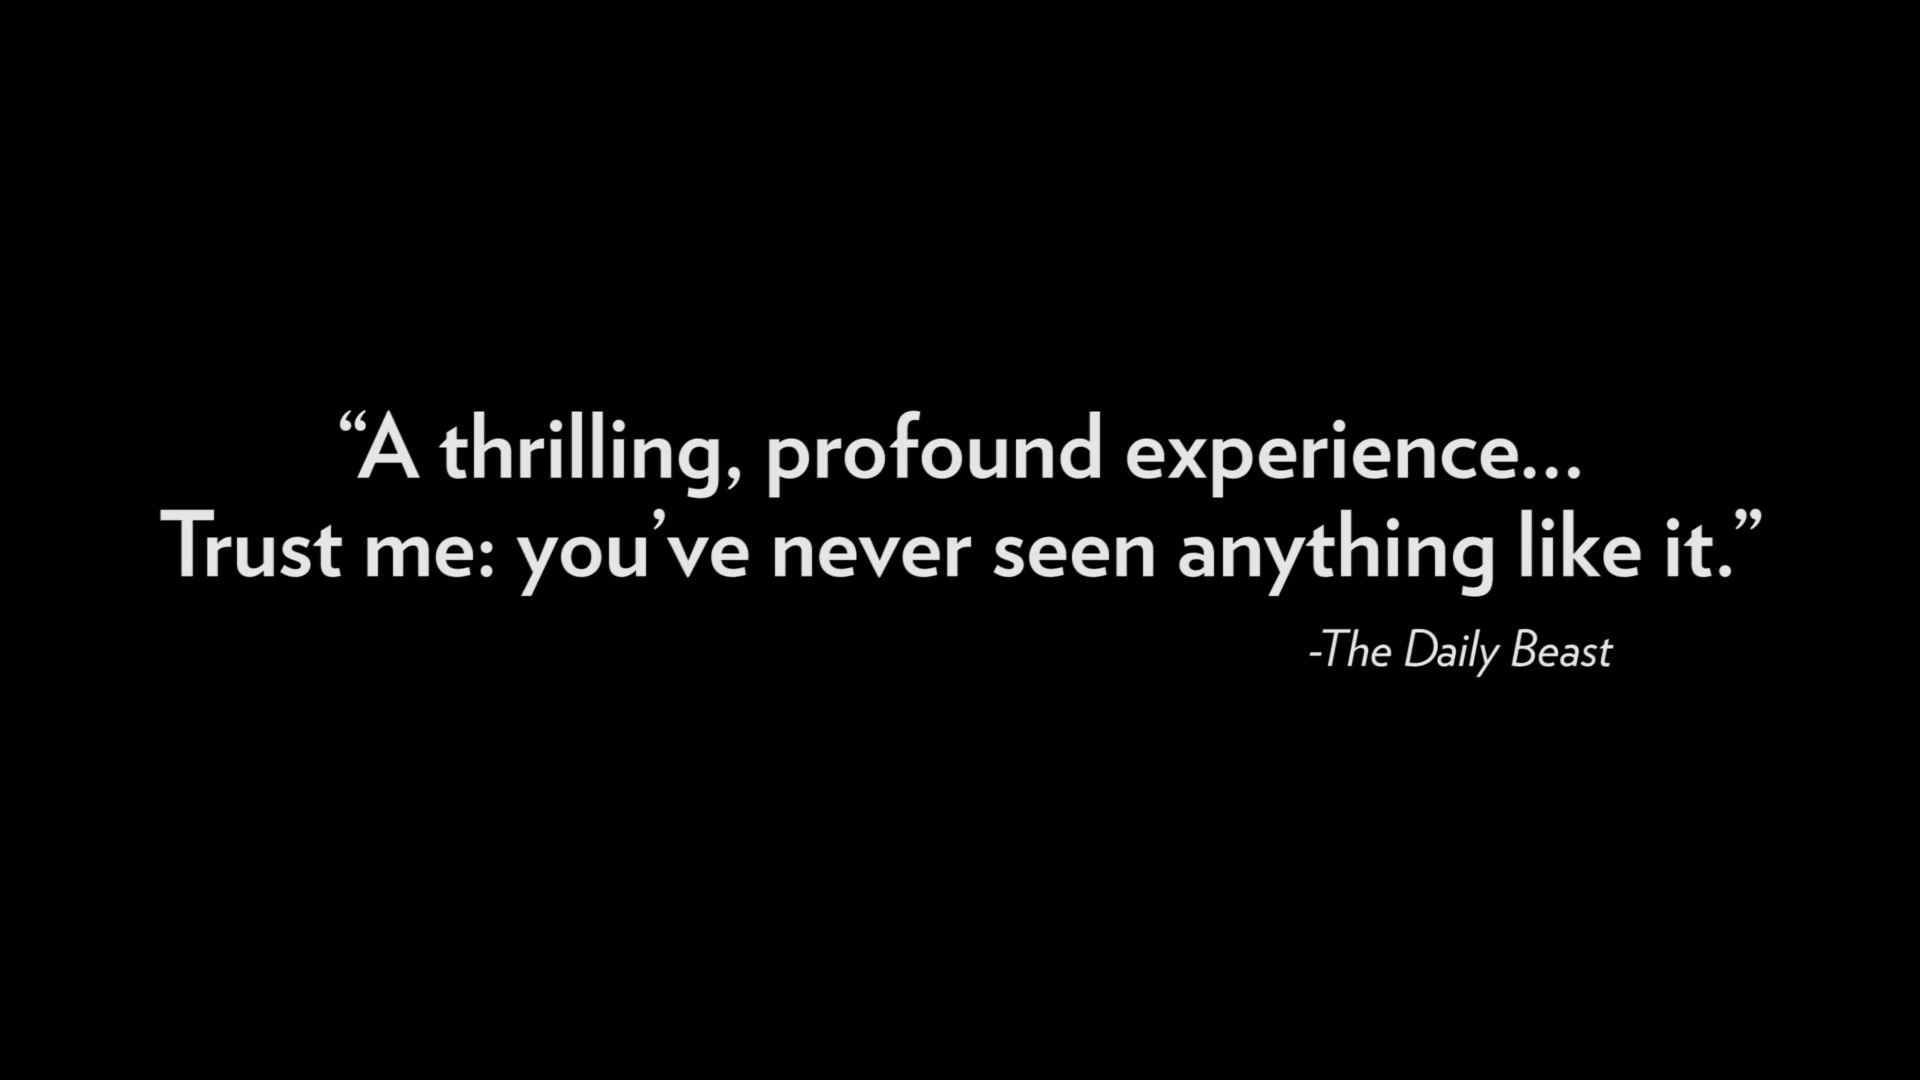 “A thrilling, profound experience...
Trust me: you’ve never seen anything like it.”
-The Daily Beast